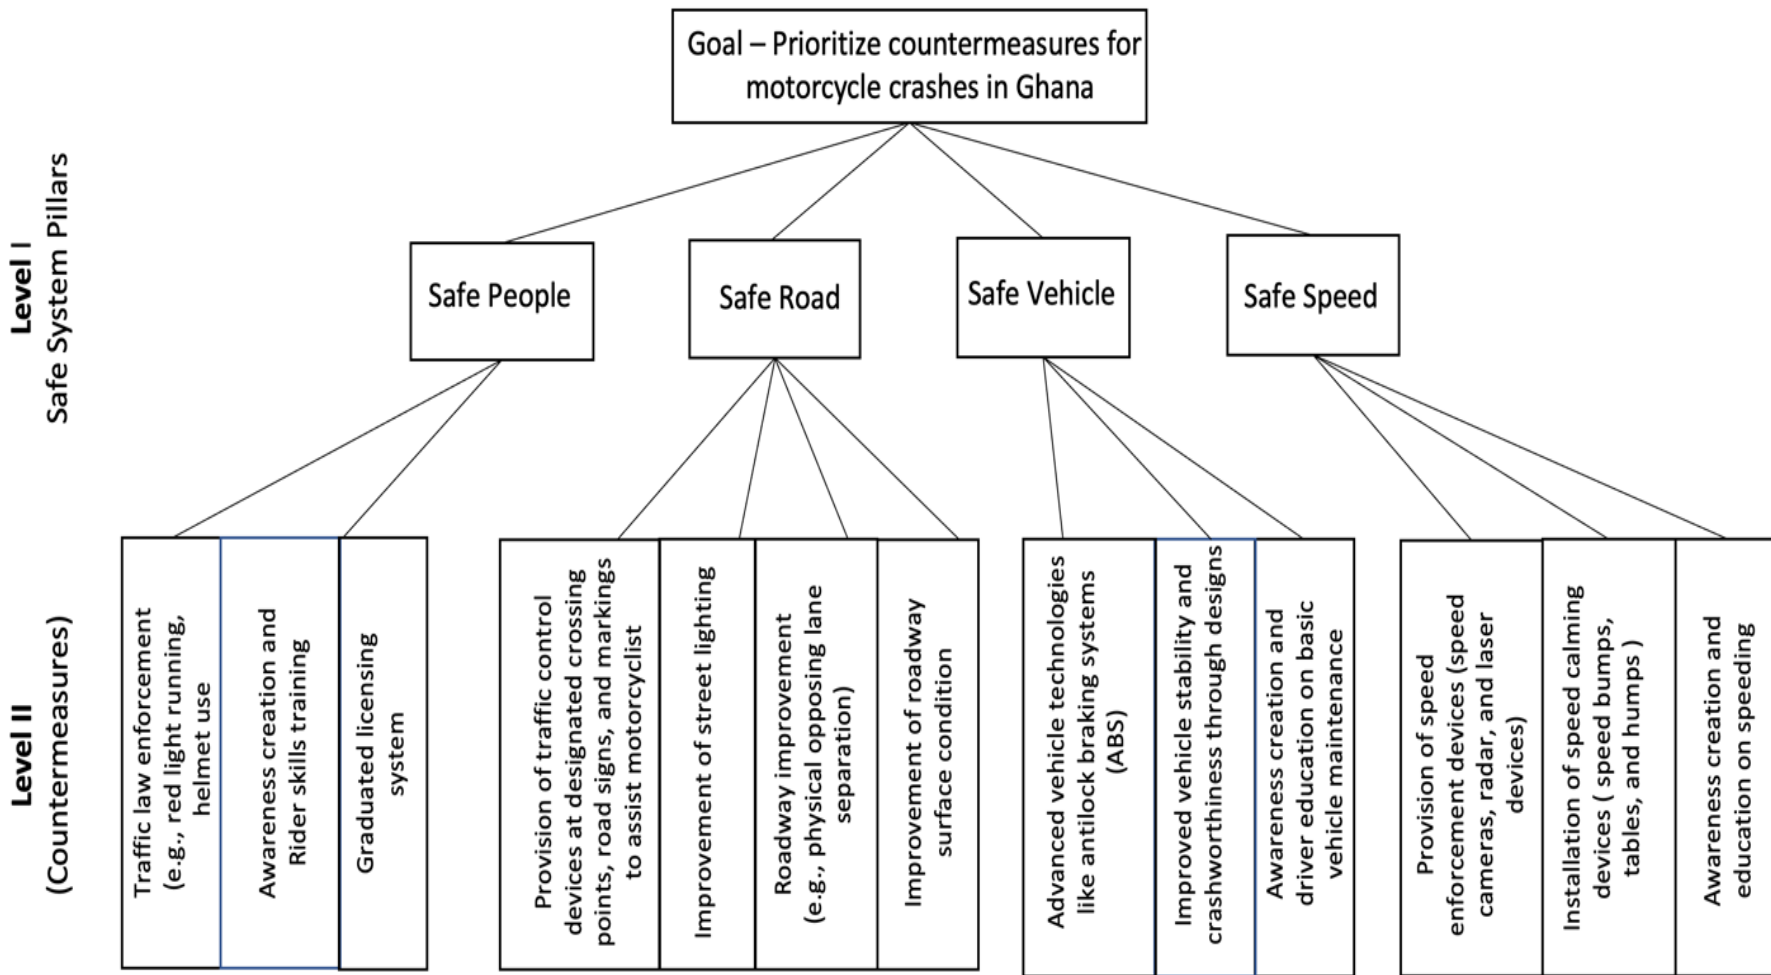 Goal – Prioritize countermeasures for
motorcycle crashes in Ghana
Level I
Safe System Pillars
Safe People
Safe Road
Safe Vehicle
Safe Speed
Level II
(Countermeasures)
Traffic law enforcement
(e.g., red light running,
helmet use
Awareness creation and
Rider skills training
Graduated licensing
system
Provision of traffic control
devices at designated crossing
points, road signs, and markings
to assist motorcyclist
Improvement of street lighting
Roadway improvement
(e.g., physical opposing lane
separation)
Improvement of roadway
surface condition
Advanced vehicle technologies
like antilock braking systems
(ABS)
Improved vehicle stability and
crashworthiness through designs
Awareness creation and
driver education on basic
vehicle maintenance
Provision of speed
enforcement devices (speed
cameras, radar, and laser
devices)
Installation of speed calming
devices ( speed bumps,
tables, and humps )
Awareness creation and
education on speeding